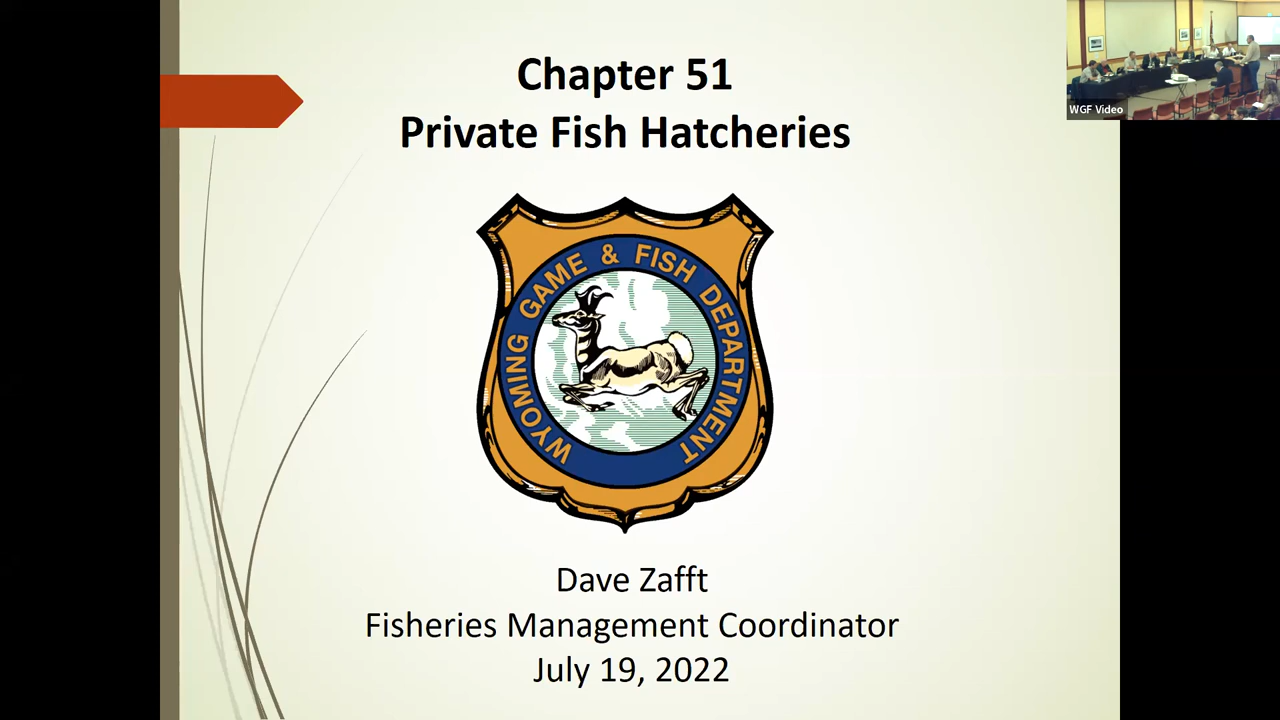 Chapter 51
Private Fish Hatcheries
WYOMING GAME & FISH DEPARTMENT
Dave Zafft
Fisheries Management Coordinator
July 19, 2022
WGF Video